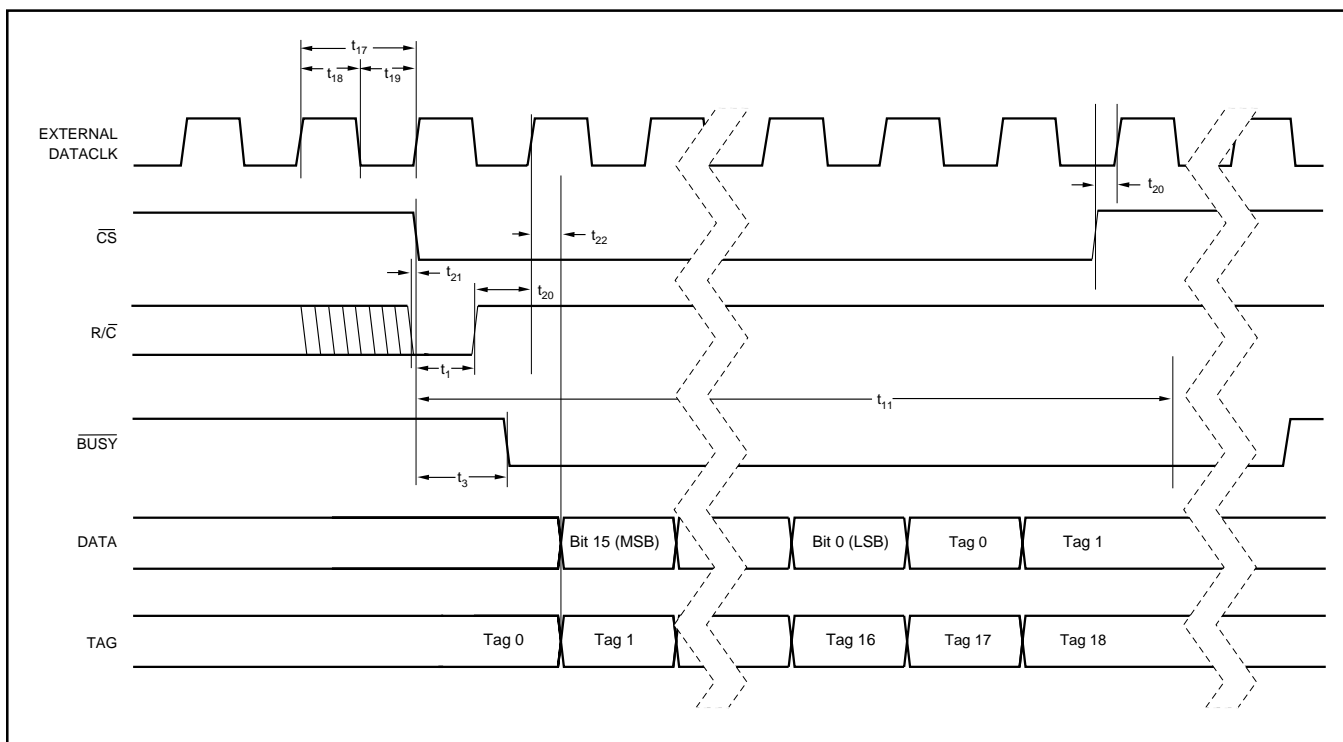 t17
t18
t19
EXTERNAL
DATACLK
t20
CS
t22
t21
t20
R/C
t1
t11
BUSY
t3
DATA
Bit 15 (MSB)
Bit 0 (LSB)
Tag 0
Tag 1
TAG
Tag 0
Tag 1
Tag 16
Tag 17
Tag 18